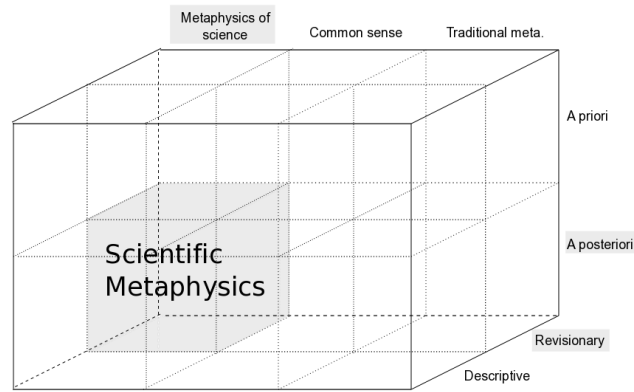 Metaphysics of
science
Common sense
Traditional meta.
A priori
A posteriori
Scientific
Metaphysics
Revisionary
Descriptive